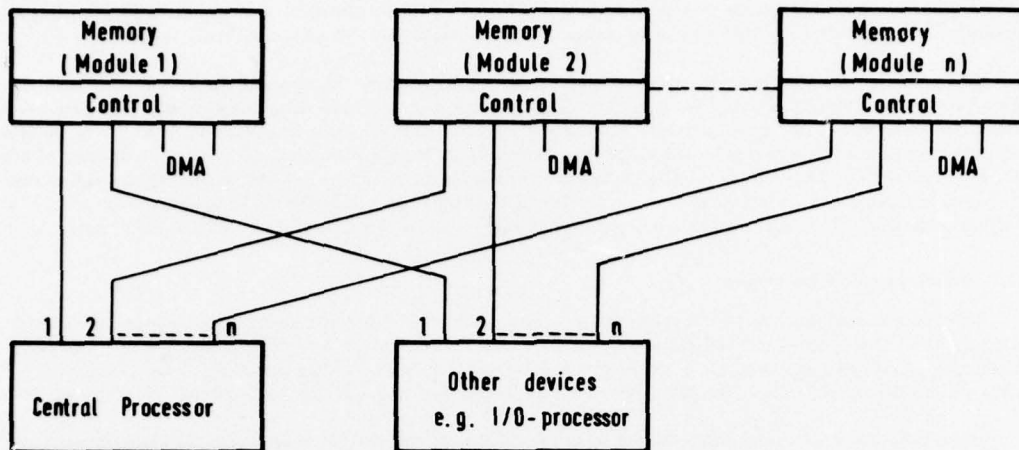 Memory
(Module 1)
Control
Memory
(Module 2)
Control
Memory
(Module n)
Control
DMA
DMA
DMA
1 2 n
1 2 n
Central Processor
Other devices
e.g. I/O-processor